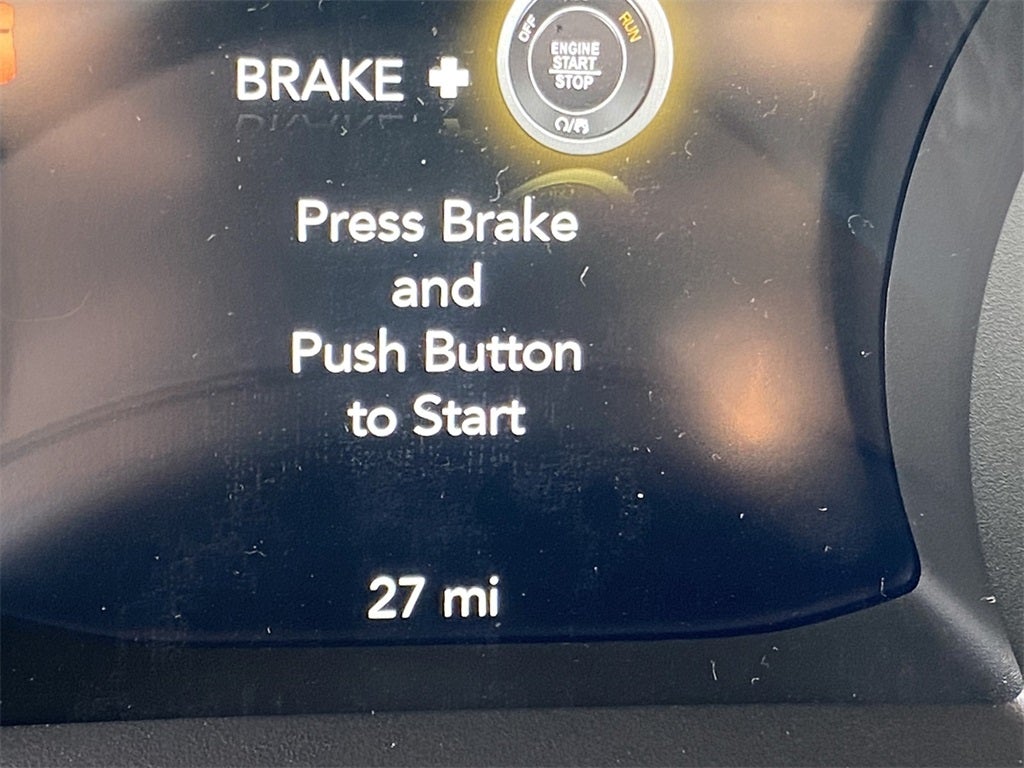 OFF RUN
ENGINE
START
STOP
BRAKE +
Press Brake
and
Push Button
to Start
27 mi